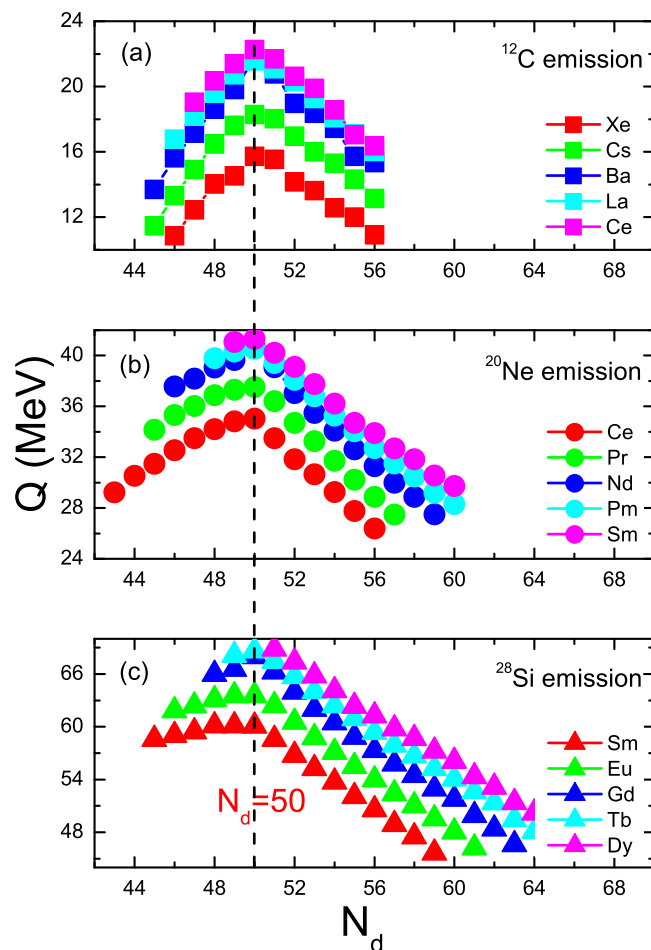 24
20
16
12
(a)
¹²C emission
Xe
Cs
Ba
La
Ce
44 48 52 56 60 64 68
Q (MeV)
40
36
32
28
24
(b)
²⁰Ne emission
Ce
Pr
Nd
Pm
Sm
44 48 52 56 60 64 68
66
60
54
48
(c)
²⁸Si emission
N_d=50
Sm
Eu
Gd
Tb
Dy
44 48 52 56 60 64 68
N_d